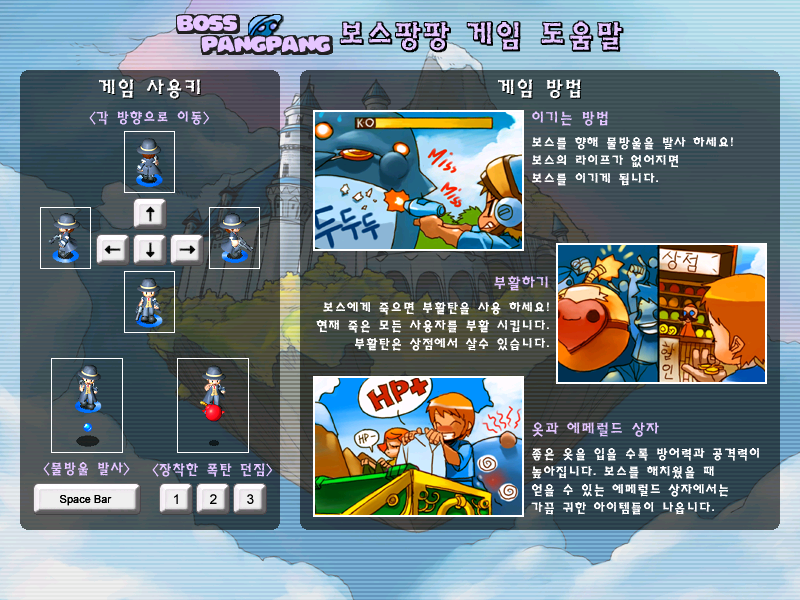 BOSS
PANGPANG
보스팡팡 게임 도움말
게임 사용키
<각 방향으로 이동>
↑
← ↓ →
<물방울 발사>
Space Bar
<장착한 폭탄 던짐>
1 2 3
게임 방법
KO
Miss
Miss
두두두
이기는 방법
보스를 향해 물방울을 발사 하세요!
보스의 라이프가 없어지면
보스를 이기게 됩니다.
부활하기
보스에게 죽으면 부활탄을 사용 하세요!
현재 죽은 모든 사용자를 부활 시킵니다.
부활탄은 상점에서 살수 있습니다.
상점
할인
HP+
HP-
옷과 에메럴드 상자
좋은 옷을 입을 수록 방어력과 공격력이
높아집니다. 보스를 해치웠을 때
얻을 수 있는 에메럴드 상자에서는
가끔 귀한 아이템들이 나옵니다.